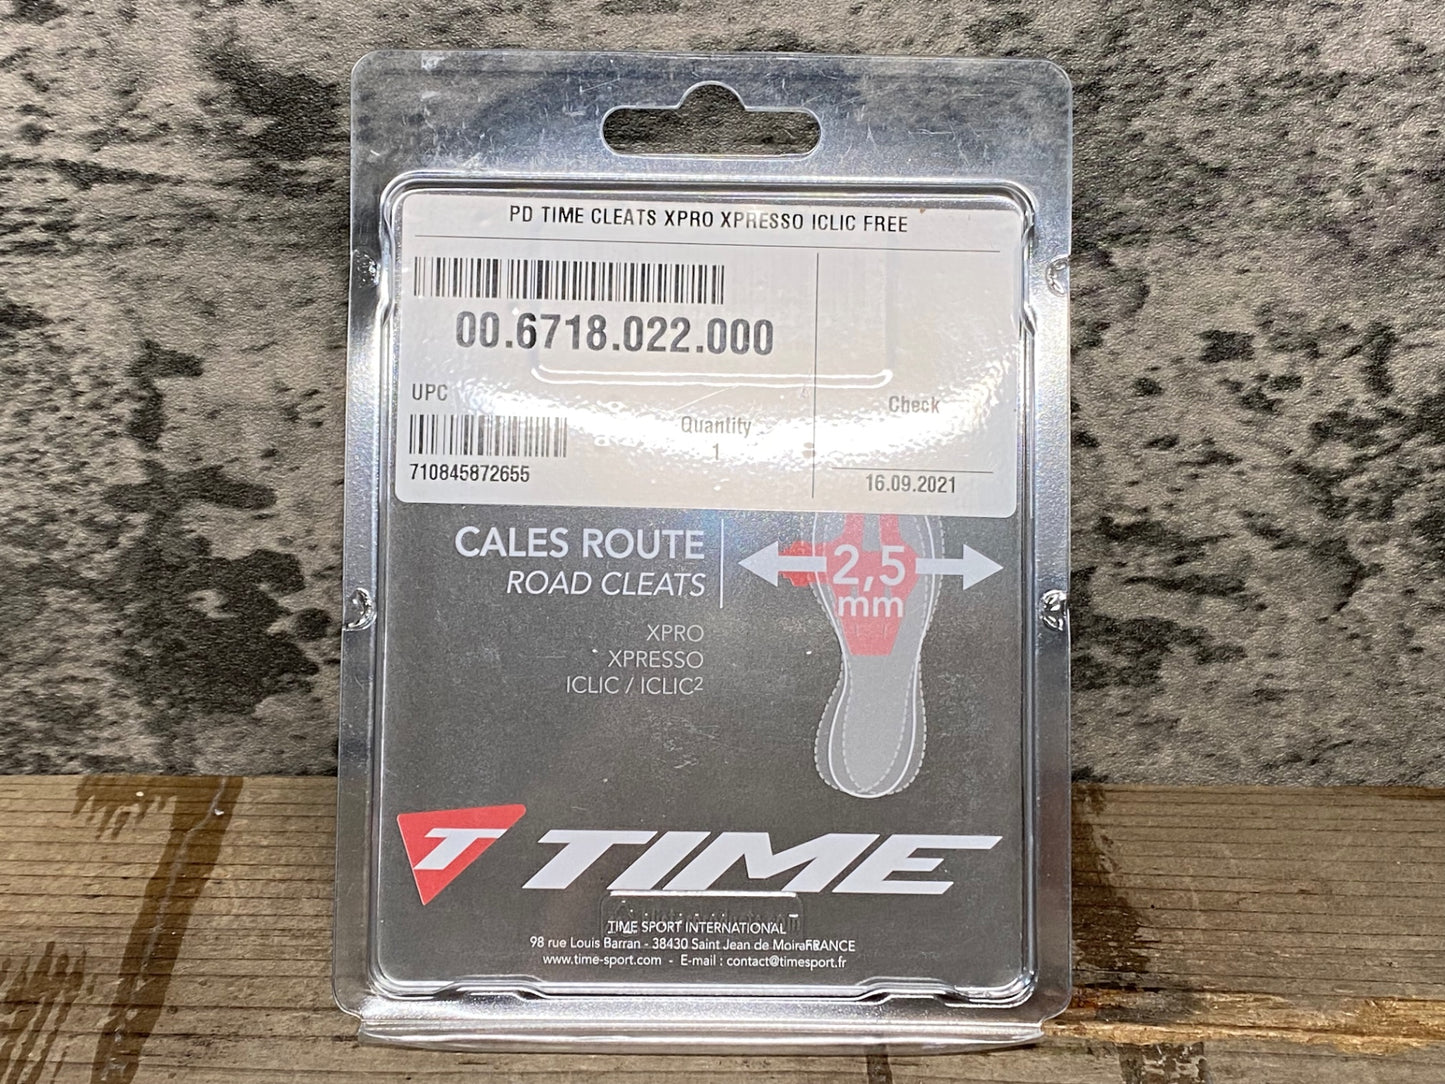 PD TIME CLEATS XPRO XPRESSO ICLIC FREE
00.6718.022.000
UPC
Quantity
Check
1
710845872655
16.09.2021
CALES ROUTE
ROAD CLEATS
2,5
mm
XPRO
XPRESSO
ICLIC / ICLIC²
T TIME
TIME SPORT INTERNATIONAL
98 rue Louis Barran - 38430 Saint Jean de FRANCE
www.time-sport.com - E-mail : contact@timesport.fr